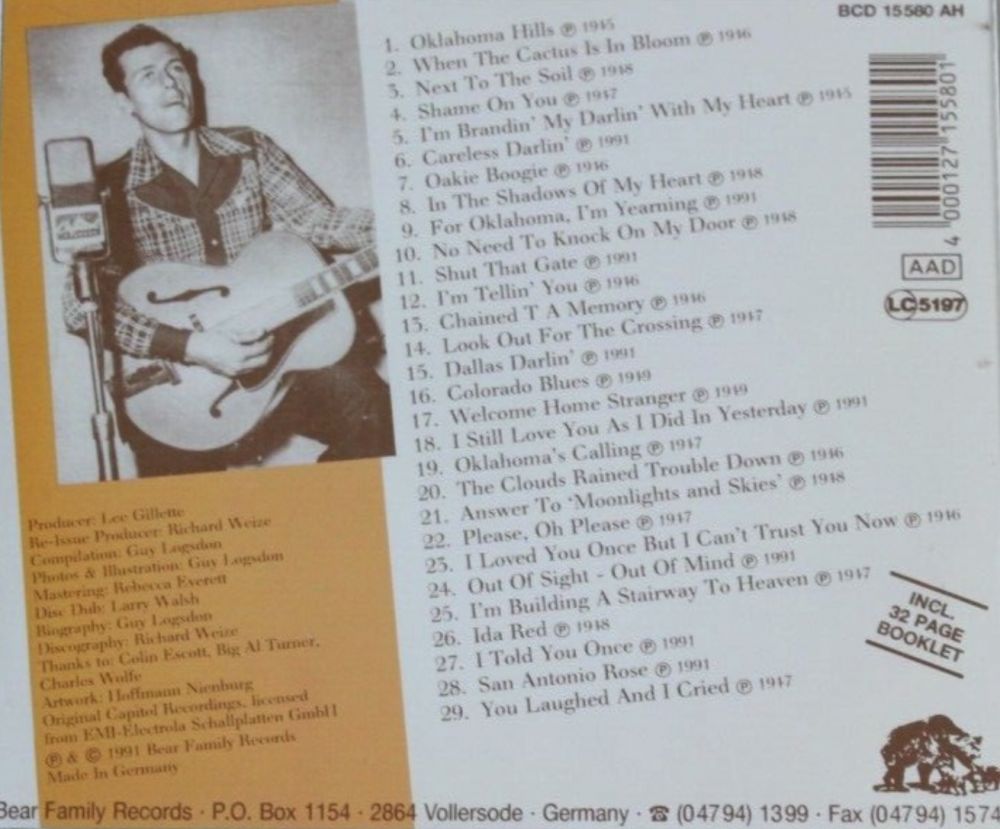 BCD 15580 AH
1. Oklahoma Hills ℗ 1945
2. When The Cactus Is In Bloom ℗ 1946
3. Next To The Soil ℗ 1948
4. Shame On You ℗ 1947
5. I'm Brandin' My Darlin' With My Heart ℗ 1945
6. Careless Darlin' ℗ 1991
7. Oakie Boogie ℗ 1946
8. In The Shadows Of My Heart ℗ 1948
9. For Oklahoma, I'm Yearning ℗ 1991
10. No Need To Knock On My Door ℗ 1948
11. Shut That Gate ℗ 1991
12. I'm Tellin' You ℗ 1946
13. Chained T A Memory ℗ 1946
14. Look Out For The Crossing ℗ 1947
15. Dallas Darlin' ℗ 1991
16. Colorado Blues ℗ 1949
17. Welcome Home Stranger ℗ 1949
18. I Still Love You As I Did In Yesterday ℗ 1991
19. Oklahoma's Calling ℗ 1947
20. The Clouds Rained Trouble Down ℗ 1946
21. Answer To 'Moonlights and Skies' ℗ 1948
22. Please, Oh Please ℗ 1947
23. I Loved You Once But I Can't Trust You Now ℗ 1946
24. Out Of Sight - Out Of Mind ℗ 1991
25. I'm Building A Stairway To Heaven ℗ 1947
26. Ida Red ℗ 1948
27. I Told You Once ℗ 1991
28. San Antonio Rose ℗ 1991
29. You Laughed And I Cried ℗ 1947
4 000127 155801
AAD
LC 5197
INCL.
32 PAGE
BOOKLET
Producer: Lee Gillette
Re-Issue Producer: Richard Weize
Compilation: Guy Logsdon
Photos & Illustration: Guy Logsdon
Mastering: Rebecca Everett
Disc Dub: Larry Walsh
Biography: Guy Logsdon
Discography: Richard Weize
Thanks to: Colin Escott, Big Al Turner,
Charles Wolfe
Artwork: Hoffmann Nienburg
Original Capitol Recordings, licensed
from EMI-Electrola Schallplatten GmbH
℗ & © 1991 Bear Family Records
Made In Germany
Bear Family Records · P.O. Box 1154 · 2864 Vollersode · Germany · ☎ (04794) 1399 · Fax (04794) 1574